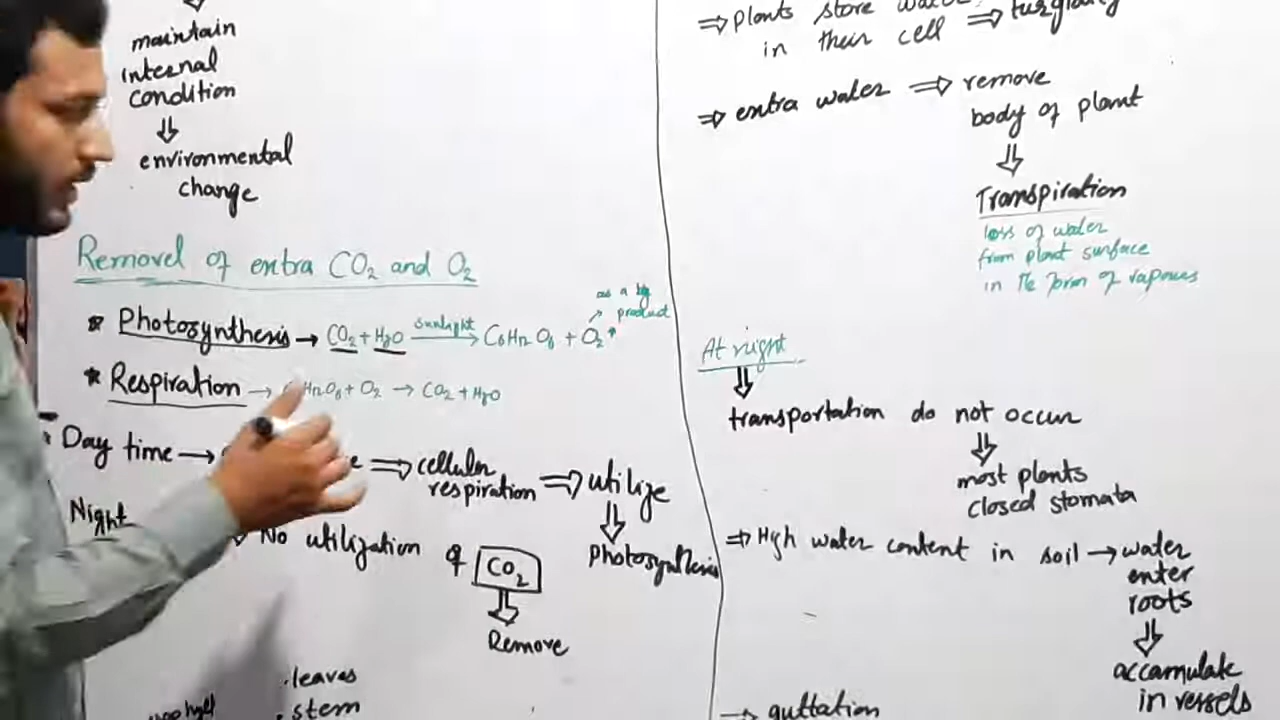 maintain
internal
condition
⇓
environmental
change
Removel of extra CO2 and O2
* Photosynthesis → CO2 + H2O sunlight→ C6H12O6 + O2↑
as a by
product
* Respiration → H12O6 + O2 → CO2 + H2O
Day time → ⇒ cellular
respiration ⇒ utilize
⇓
Photosynthesis
Night
No utilization of CO2
⇓
Remove
.leaves
.stem
⇒ plants store
in their cell ⇒
⇒ extra water ⇒ remove
body of plant
⇓
Transpiration
loss of water
from plant surface
in the form of vapours
At night
⇓
transportation do not occur
⇓
most plants
closed stomata
⇒ High water content in soil → water
enter
roots
⇓
accumulate
in vessels
→ guttation